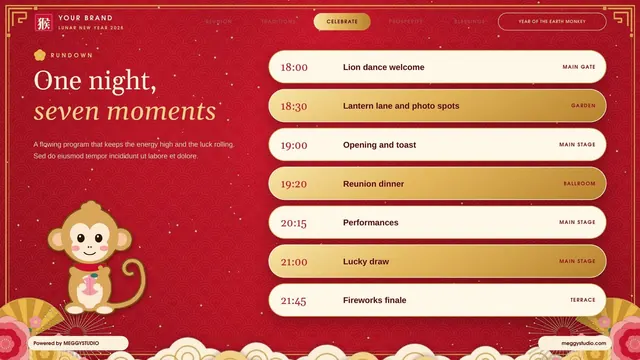 猴
YOUR BRAND
LUNAR NEW YEAR 2028
REUNION
TRADITIONS
CELEBRATE
PROSPERITY
BLESSINGS
YEAR OF THE EARTH MONKEY
RUNDOWN
One night,
seven moments
A flowing program that keeps the energy high and the luck rolling.
Sed do eiusmod tempor incididunt ut labore et dolore.
18:00 Lion dance welcome MAIN GATE
18:30 Lantern lane and photo spots GARDEN
19:00 Opening and toast MAIN STAGE
19:20 Reunion dinner BALLROOM
20:15 Performances MAIN STAGE
21:00 Lucky draw MAIN STAGE
21:45 Fireworks finale TERRACE
Powered by MEGGYSTUDIO
meggystudio.com